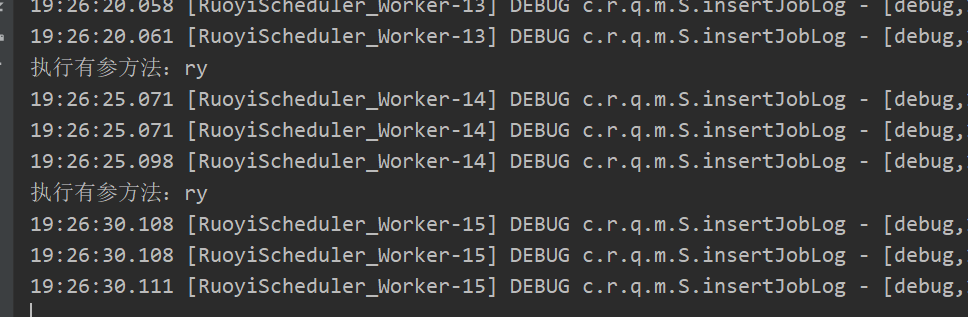 19:26:20.058 [RuoyiScheduler_Worker-13] DEBUG c.r.q.m.S.insertJobLog - [debug,
19:26:20.061 [RuoyiScheduler_Worker-13] DEBUG c.r.q.m.S.insertJobLog - [debug,
执行有参方法：ry
19:26:25.071 [RuoyiScheduler_Worker-14] DEBUG c.r.q.m.S.insertJobLog - [debug,
19:26:25.071 [RuoyiScheduler_Worker-14] DEBUG c.r.q.m.S.insertJobLog - [debug,
19:26:25.098 [RuoyiScheduler_Worker-14] DEBUG c.r.q.m.S.insertJobLog - [debug,
执行有参方法：ry
19:26:30.108 [RuoyiScheduler_Worker-15] DEBUG c.r.q.m.S.insertJobLog - [debug,
19:26:30.108 [RuoyiScheduler_Worker-15] DEBUG c.r.q.m.S.insertJobLog - [debug,
19:26:30.111 [RuoyiScheduler_Worker-15] DEBUG c.r.q.m.S.insertJobLog - [debug,